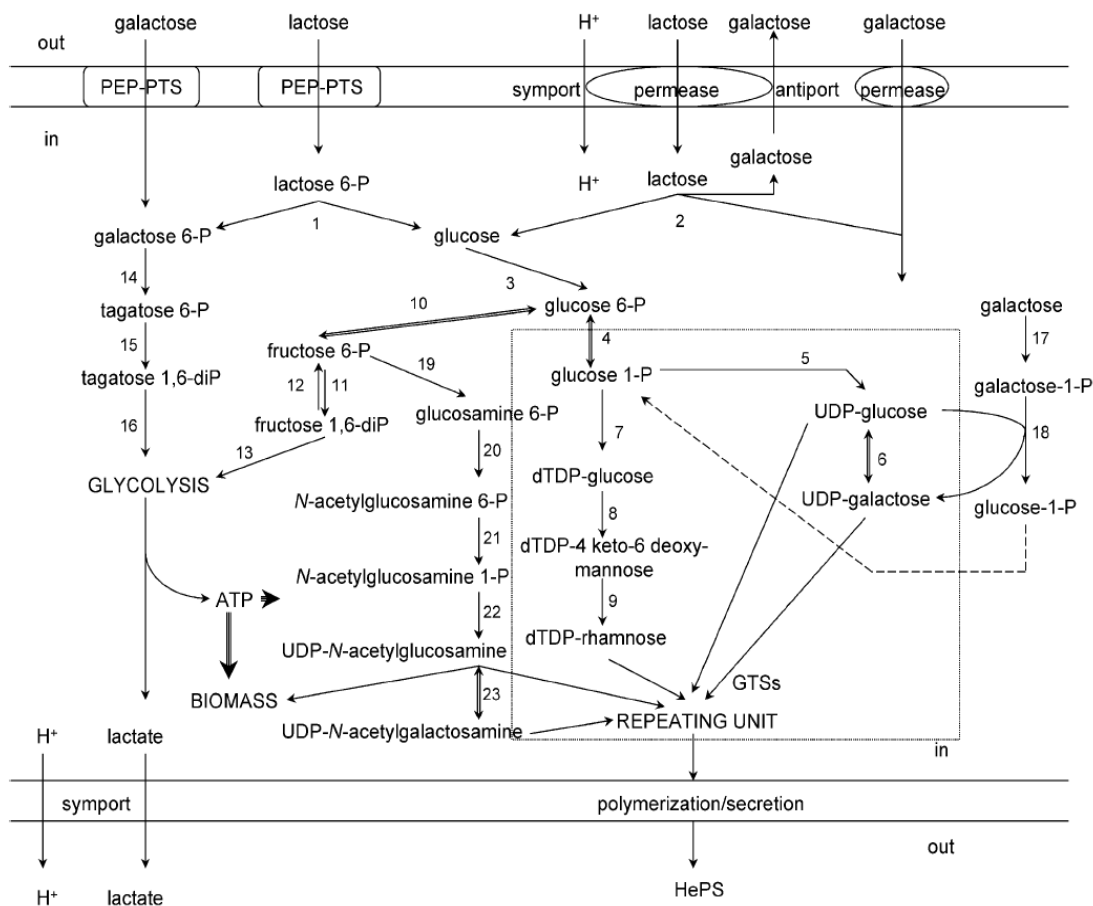 galactose lactose H⁺ lactose galactose galactose
out
PEP-PTS PEP-PTS symport permease antiport permease
in
galactose
lactose 6-P H⁺ lactose
1 2
galactose 6-P glucose
14 3
10 glucose 6-P
tagatose 6-P galactose
4 17
15 fructose 6-P 19 5
12 11 glucose 1-P
tagatose 1,6-diP galactose-1-P
glucosamine 6-P UDP-glucose
16 fructose 1,6-diP 7 18
13 20 6
GLYCOLYSIS dTDP-glucose
N-acetylglucosamine 6-P UDP-galactose glucose-1-P
8
21 dTDP-4 keto-6 deoxy-
N-acetylglucosamine 1-P mannose
ATP 22 9
UDP-N-acetylglucosamine dTDP-rhamnose
GTSs
BIOMASS 23
UDP-N-acetylgalactosamine REPEATING UNIT
H⁺ lactate in
symport polymerization/secretion
out
H⁺ lactate HePS